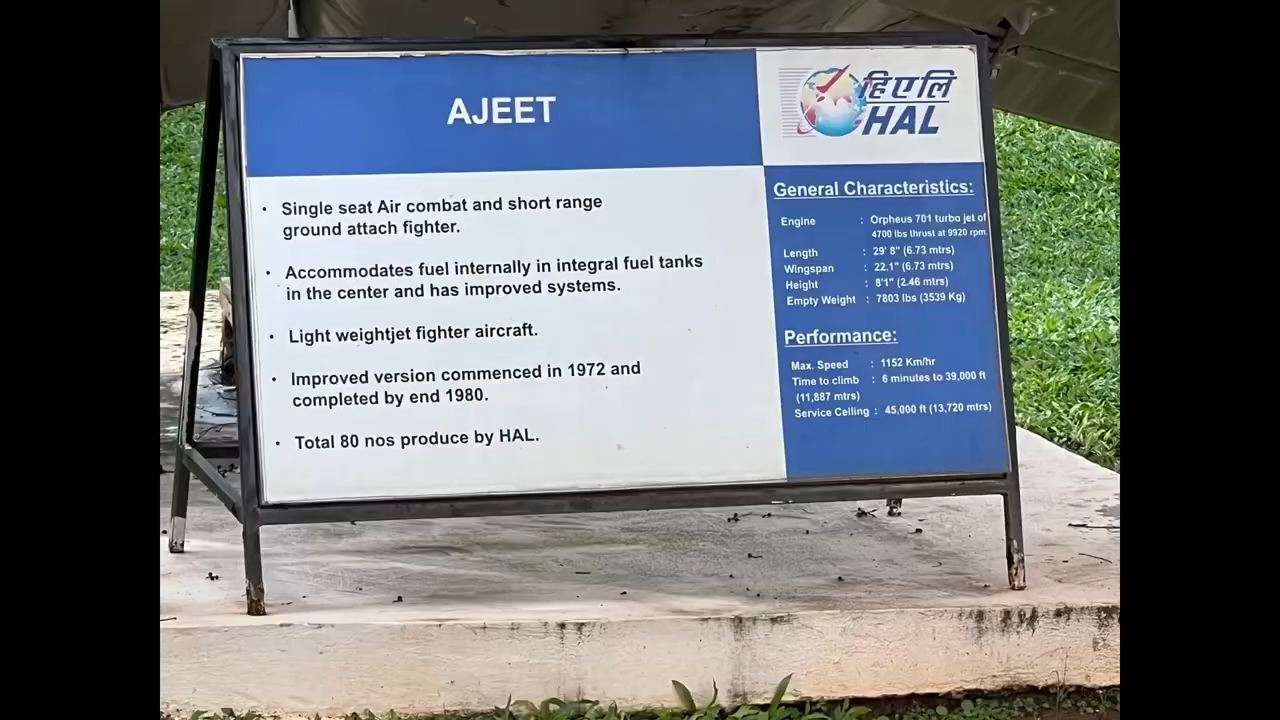 AJEET
हिएलि
HAL
· Single seat Air combat and short range
ground attach fighter.
· Accommodates fuel internally in integral fuel tanks
in the center and has improved systems.
· Light weightjet fighter aircraft.
· Improved version commenced in 1972 and
completed by end 1980.
· Total 80 nos produce by HAL.
General Characteristics:
Engine : Orpheus 701 turbo jet of
4700 lbs thrust at 9920 rpm.
Length : 29' 8" (6.73 mtrs)
Wingspan : 22.1" (6.73 mtrs)
Height : 8'1" (2.46 mtrs)
Empty Weight : 7803 lbs (3539 Kg)
Performance:
Max. Speed : 1152 Km/hr
Time to climb : 6 minutes to 39,000 ft
(11,887 mtrs)
Service Ceiling : 45,000 ft (13,720 mtrs)